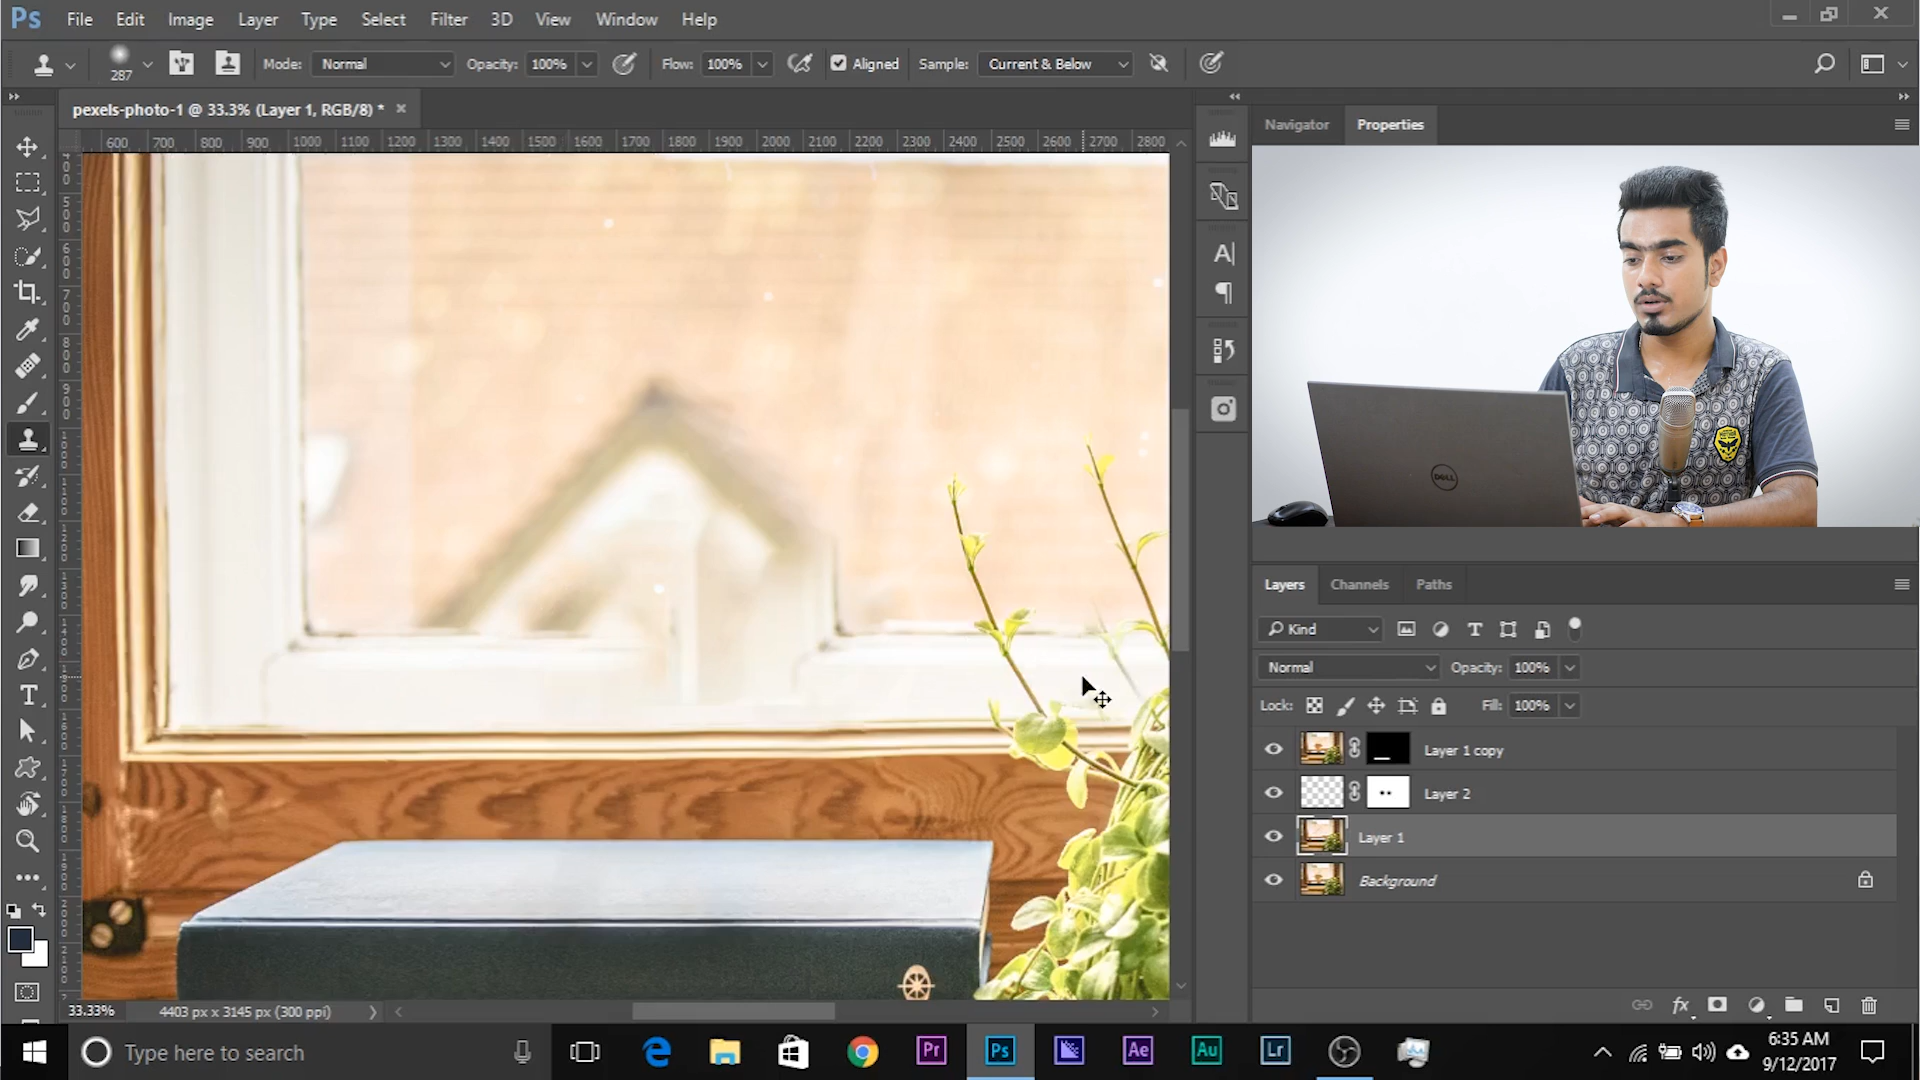 Ps File Edit Image Layer Type Select Filter 3D View Window Help
287 Mode: Normal Opacity: 100% Flow: 100% Aligned Sample: Current & Below
pexels-photo-1 @ 33.3% (Layer 1, RGB/8) * ×
600 700 800 900 1000 1100 1200 1300 1400 1500 1600 1700 1800 1900 2000 2100 2200 2300 2400 2500 2600 2700 2800
Navigator Properties
DELL
Layers Channels Paths
Kind
Normal Opacity: 100%
Lock: Fill: 100%
Layer 1 copy
Layer 2
Layer 1
Background
33.33% 4403 px x 3145 px (300 ppi)
Type here to search
Pr Ps Ae Au Lr
6:35 AM
9/12/2017